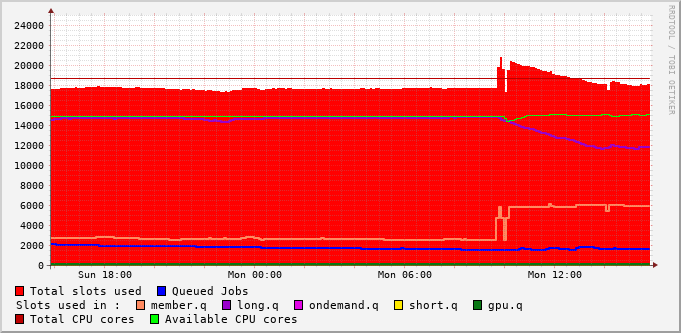 RRDTOOL / TOBI OETIKER
24000
22000
20000
18000
16000
14000
12000
10000
8000
6000
4000
2000
0
Sun 18:00 Mon 00:00 Mon 06:00 Mon 12:00
Total slots used Queued Jobs
Slots used in : member.q long.q ondemand.q short.q gpu.q
Total CPU cores Available CPU cores